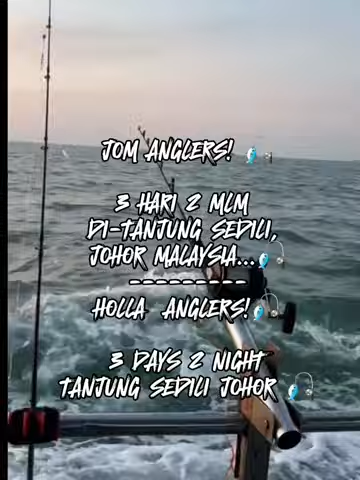 JOM ANGLERS! 🎣
3 HARI 2 MLM
DI-TANJUNG SEDILI,
JOHOR MALAYSIA...🎣
---------
HOLLA ANGLERS!🎣
3 DAYS 2 NIGHT
TANJUNG SEDILI JOHOR 🎣